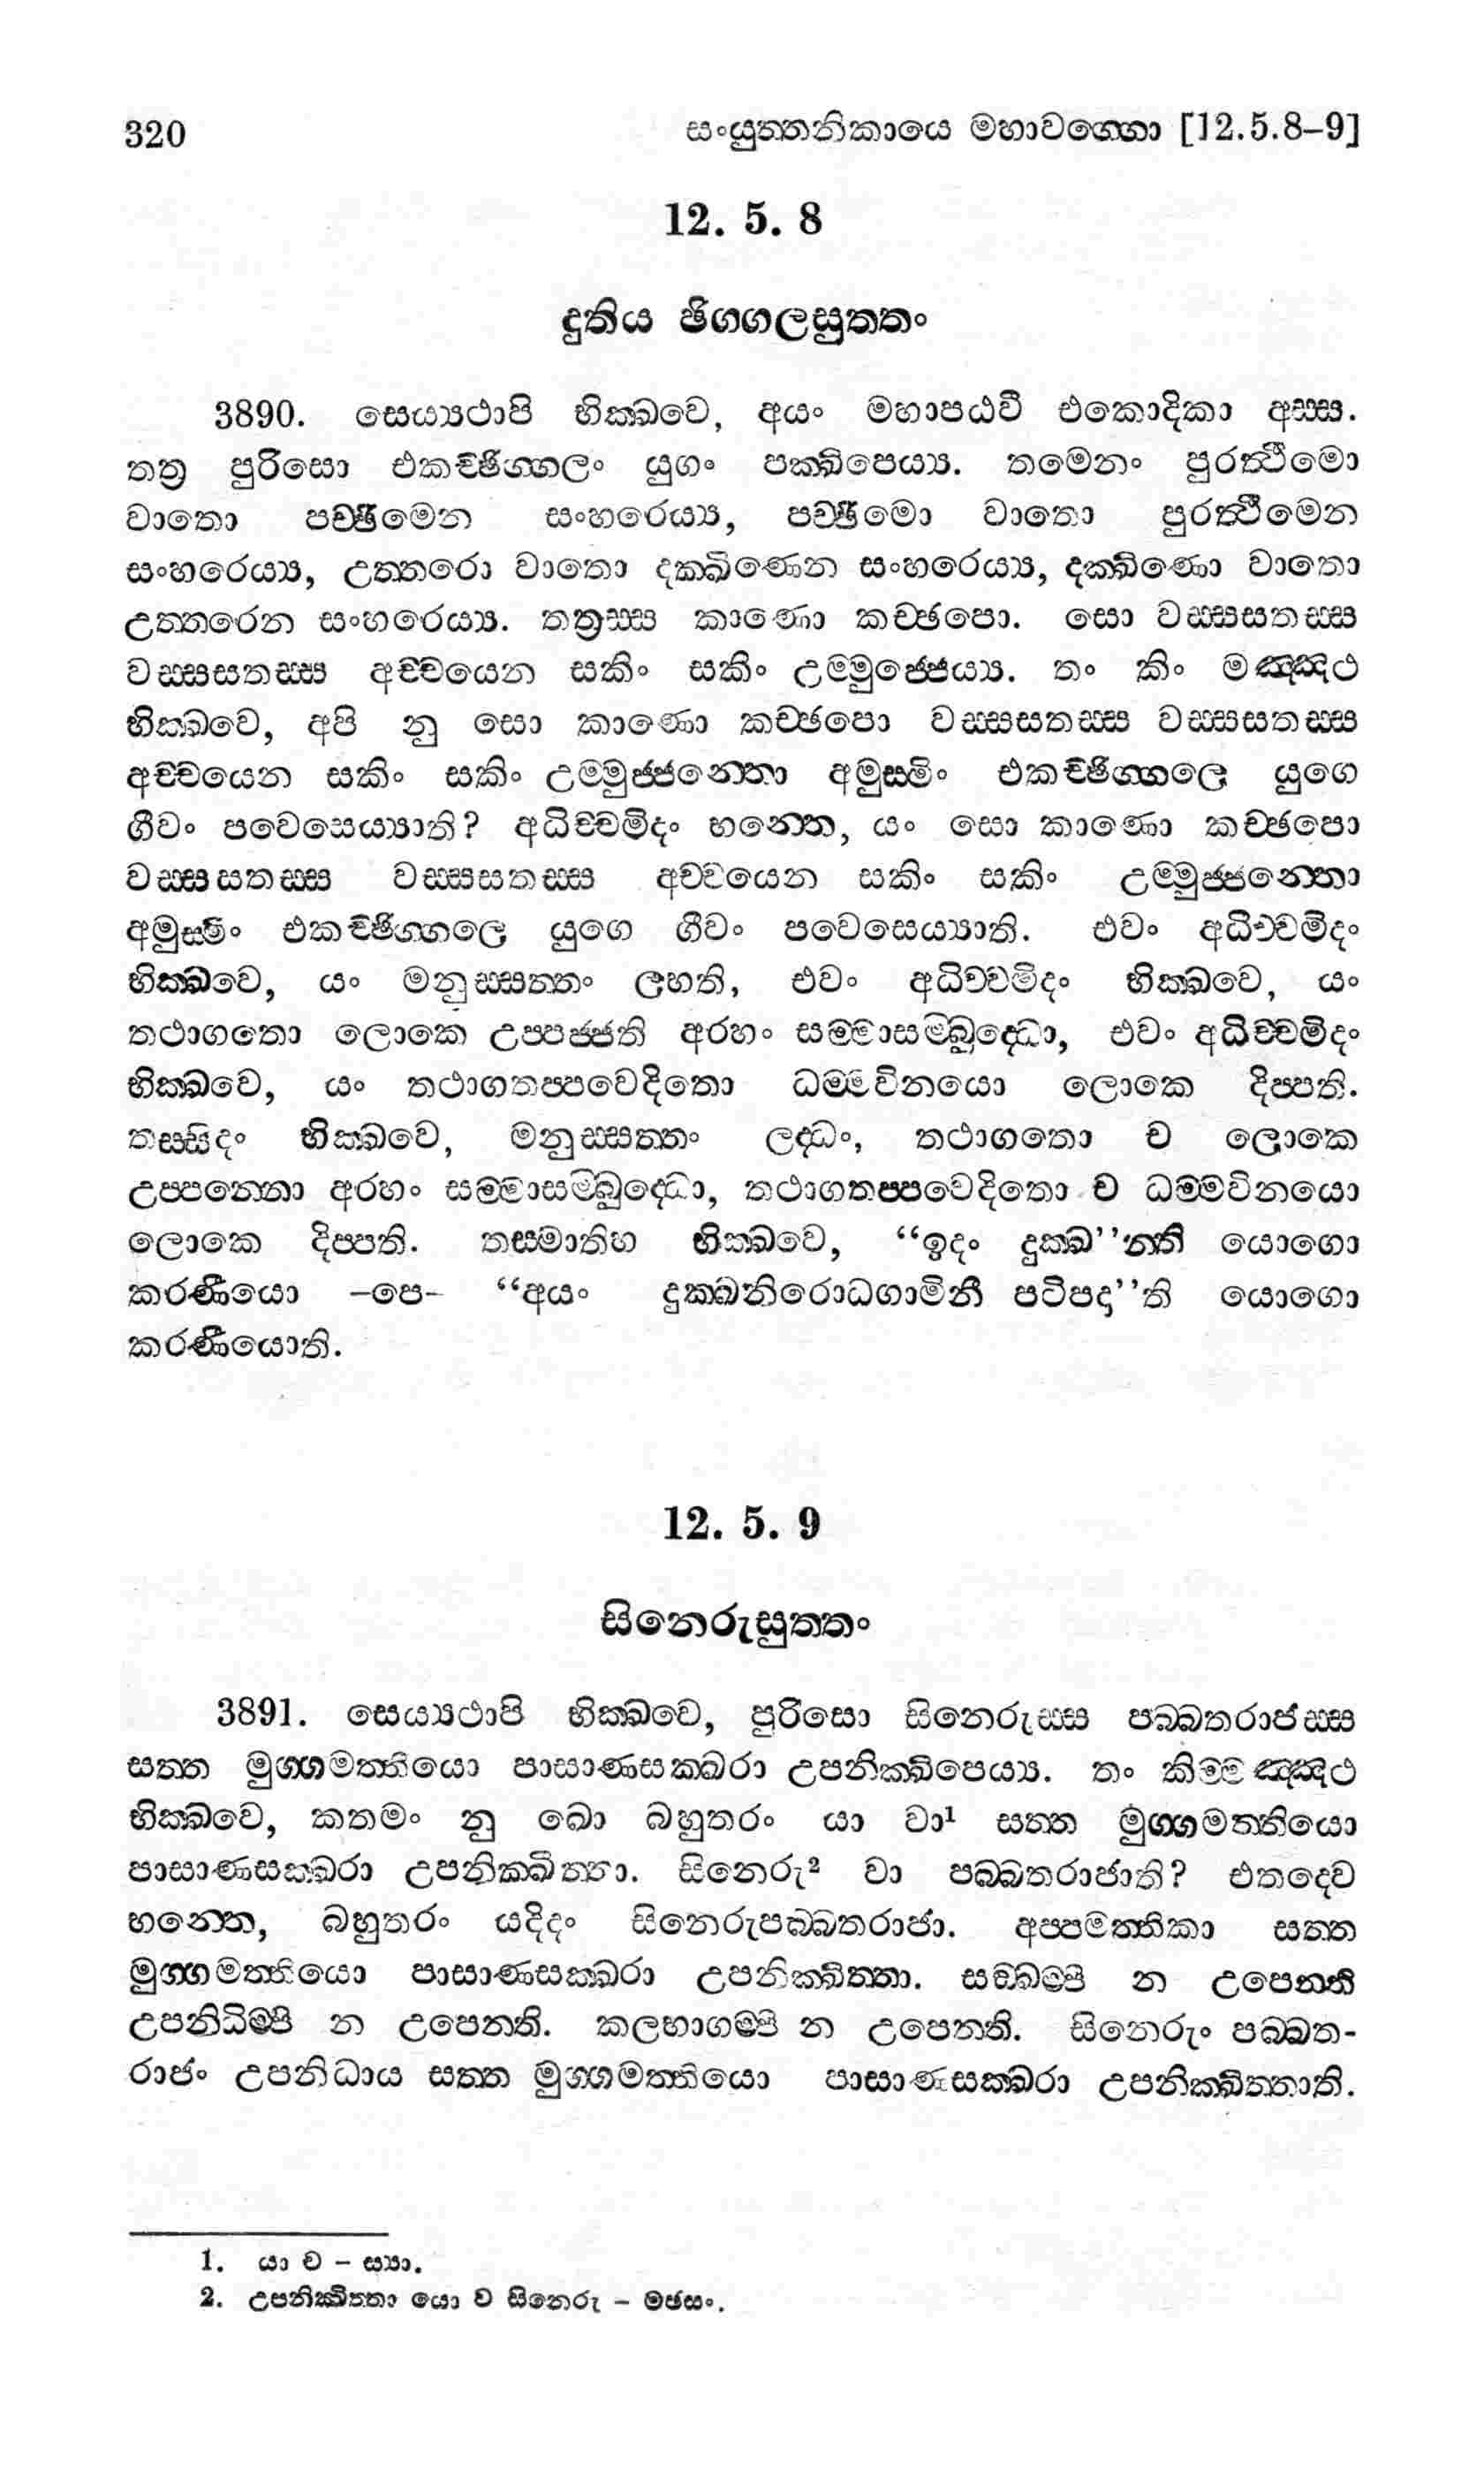 320 සංයුත්තනිකායෙ මහාවග්ගො [12.5.8–9]
12. 5. 8
දුතිය ඡිග්ගලසුත්තං
3890. සෙය්‍යථාපි භික්ඛවෙ, අයං මහාපඨවී එකොදිකා අස්ස.
තත්‍ර පුරිසො එකච්ඡිග්ගලං යුගං පක්ඛිපෙය්‍ය. තමෙනං පුරත්ථිමො
වාතො පච්ඡිමෙන සංහරෙය්‍ය, පච්ඡිමො වාතො පුරත්ථිමෙන
සංහරෙය්‍ය, උත්තරො වාතො දක්ඛිණෙන සංහරෙය්‍ය, දක්ඛිණො වාතො
උත්තරෙන සංහරෙය්‍ය. තත්‍රස්ස කාණො කච්ඡපො. සො වස්සසතස්ස
වස්සසතස්ස අච්චයෙන සකිං සකිං උම්මුජ්ජෙය්‍ය. තං කිං මඤ්ඤථ
භික්ඛවෙ, අපි නු සො කාණො කච්ඡපො වස්සසතස්ස වස්සසතස්ස
අච්චයෙන සකිං සකිං උම්මුජ්ජන්තො අමුස්මිං එකච්ඡිග්ගලෙ යුගෙ
ගීවං පවෙසෙය්‍යාති? අධිච්චමිදං භන්තෙ, යං සො කාණො කච්ඡපො
වස්සසතස්ස වස්සසතස්ස අච්චයෙන සකිං සකිං උම්මුජ්ජන්තො
අමුස්මිං එකච්ඡිග්ගලෙ යුගෙ ගීවං පවෙසෙය්‍යාති. එවං අධිච්චමිදං
භික්ඛවෙ, යං මනුස්සත්තං ලභති, එවං අධිච්චමිදං භික්ඛවෙ, යං
තථාගතො ලොකෙ උප්පජ්ජති අරහං සම්මාසම්බුද්ධො, එවං අධිච්චමිදං
භික්ඛවෙ, යං තථාගතප්පවෙදිතො ධම්මවිනයො ලොකෙ දිප්පති.
තස්සිදං භික්ඛවෙ, මනුස්සත්තං ලද්ධං, තථාගතො ච ලොකෙ
උප්පන්නො අරහං සම්මාසම්බුද්ධො, තථාගතප්පවෙදිතො ච ධම්මවිනයො
ලොකෙ දිප්පති. තස්මාතිහ භික්ඛවෙ, “ඉදං දුක්ඛ”න්ති යොගො
කරණීයො –පෙ– “අයං දුක්ඛනිරොධගාමිනී පටිපදා”ති යොගො
කරණීයොති.
12. 5. 9
සිනෙරුසුත්තං
3891. සෙය්‍යථාපි භික්ඛවෙ, පුරිසො සිනෙරුස්ස පබ්බතරාජස්ස
සත්ත මුග්ගමත්තියො පාසාණසක්ඛරා උපනික්ඛිපෙය්‍ය. තං කිම්මඤ්ඤථ
භික්ඛවෙ, කතමං නු ඛො බහුතරං යා වා¹ සත්ත මුග්ගමත්තියො
පාසාණසක්ඛරා උපනික්ඛිත්තා. සිනෙරු² වා පබ්බතරාජාති? එතදෙව
භන්තෙ, බහුතරං යදිදං සිනෙරුපබ්බතරාජා. අප්පමත්තිකා සත්ත
මුග්ගමත්තියො පාසාණසක්ඛරා උපනික්ඛිත්තා. සඞ්ඛම්පි න උපෙන්ති
උපනිධිම්පි න උපෙන්ති. කලභාගම්පි න උපෙන්ති. සිනෙරුං පබ්බත-
රාජං උපනිධාය සත්ත මුග්ගමත්තියො පාසාණසක්ඛරා උපනික්ඛිත්තාති.
1. යා ච – ස්‍යා.
2. උපනික්ඛිත්තා යො ච සිනෙරු – මඡසං.